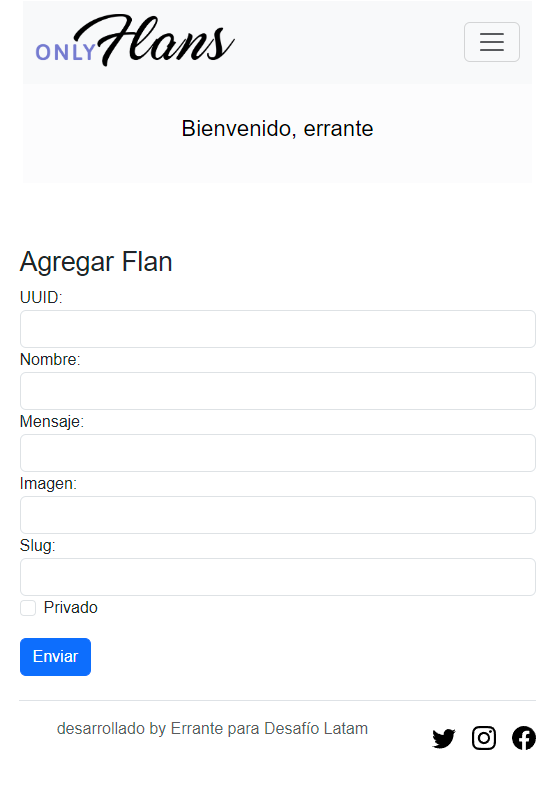 ONLY Flans
Bienvenido, errante
Agregar Flan
UUID:
Nombre:
Mensaje:
Imagen:
Slug:
Privado
Enviar
desarrollado by Errante para Desafío Latam